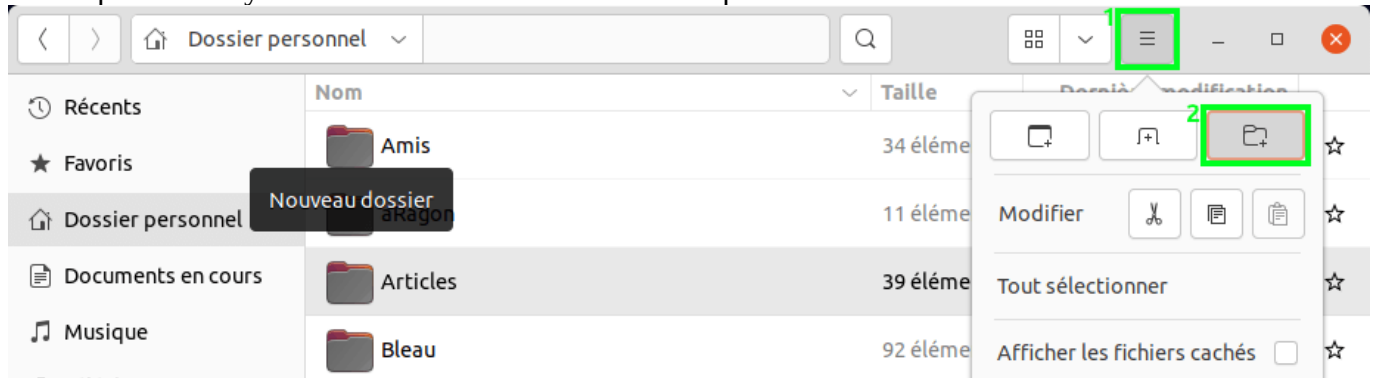 1
Dossier personnel
Nom Taille
Récents
2
Amis 34 éléme
Favoris
Nouveau dossier
Dossier personnel aRagon 11 éléme Modifier
Documents en cours Articles 39 éléme Tout sélectionner
Musique
Bleau 92 éléme Afficher les fichiers cachés